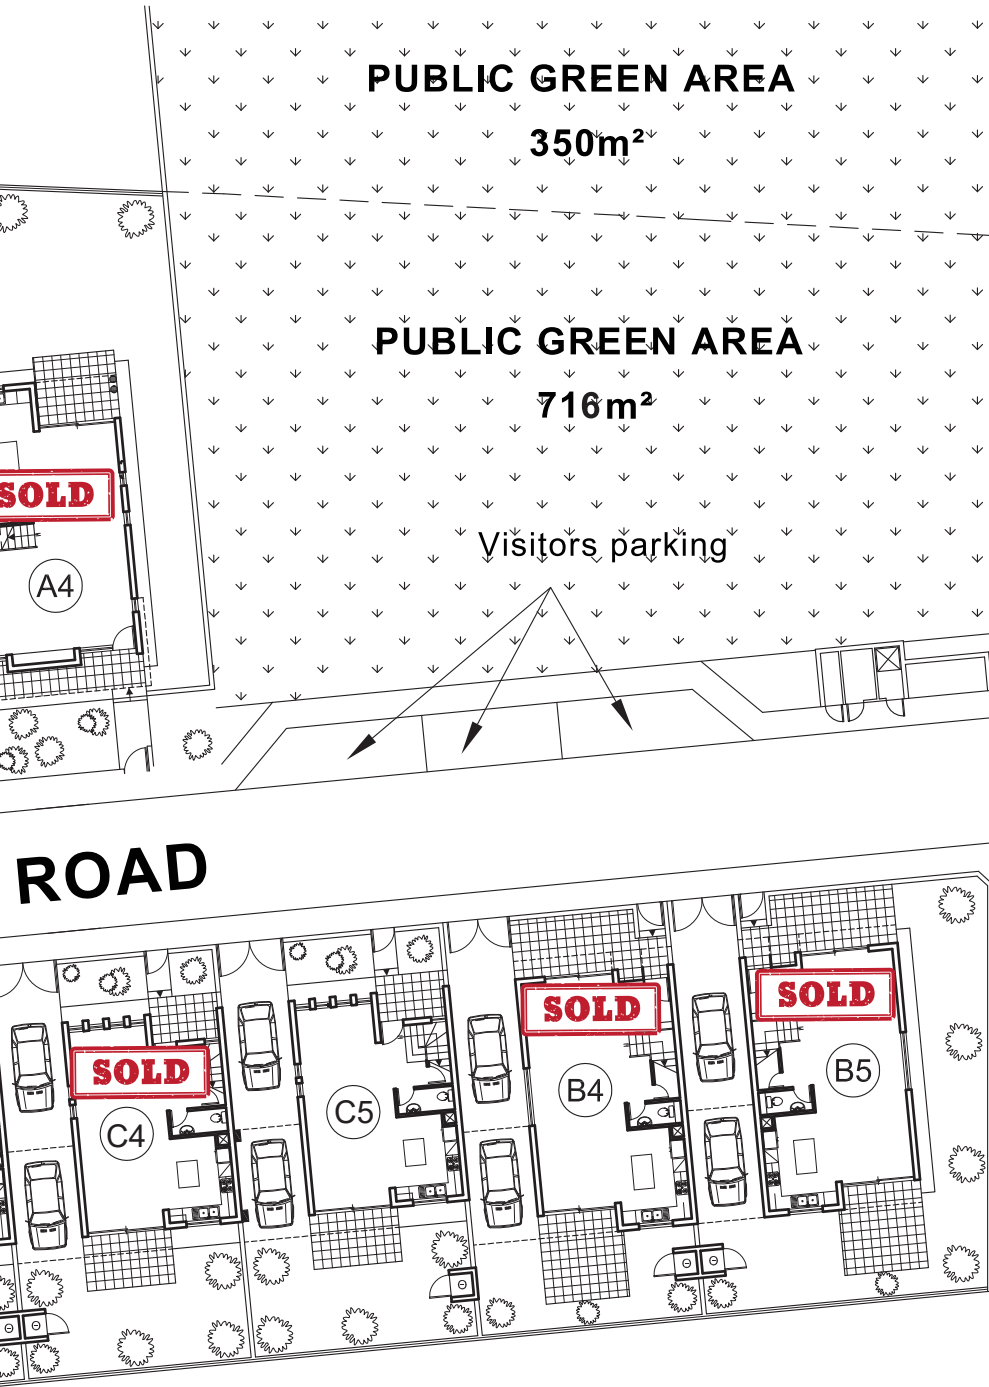 PUBLIC GREEN AREA
350m²
PUBLIC GREEN AREA
716m²
SOLD
Visitors parking
A4
ROAD
SOLD
SOLD
SOLD
C4
C5
B4
B5